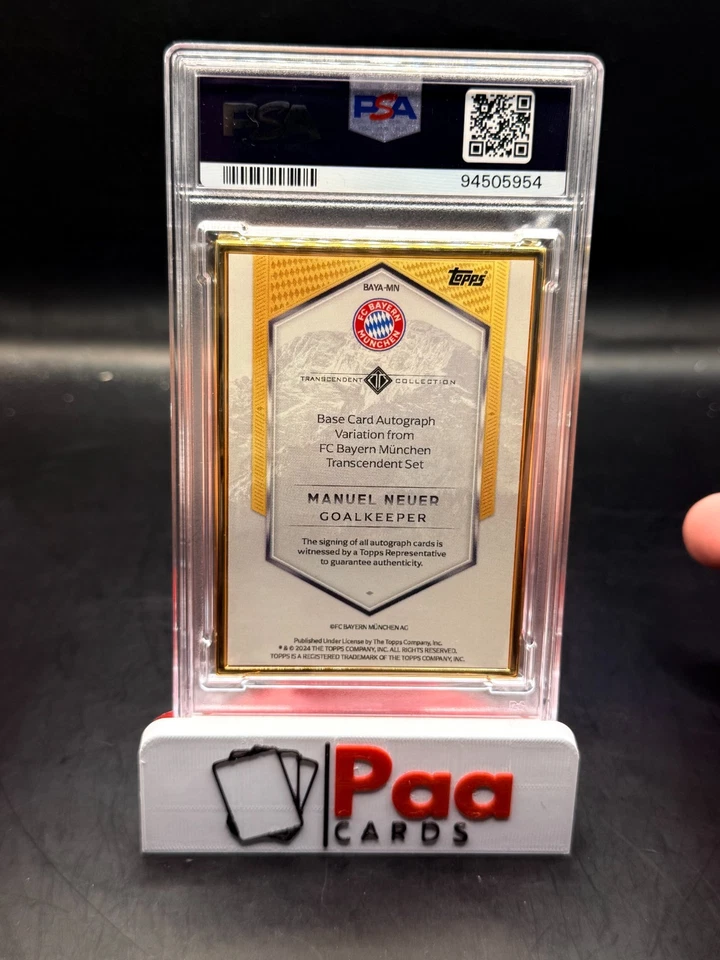 PSA
PSA
94505954
topps
BAYA-MN
FC BAYERN
MÜNCHEN
TRANSCENDENT COLLECTION
Base Card Autograph
Variation from
FC Bayern München
Transcendent Set
MANUEL NEUER
GOALKEEPER
The signing of all autograph cards is
witnessed by a Topps Representative
to guarantee authenticity.
©FC BAYERN MÜNCHEN AG
Published Under License by The Topps Company, Inc.
® & © 2024 THE TOPPS COMPANY, INC. ALL RIGHTS RESERVED.
TOPPS IS A REGISTERED TRADEMARK OF THE TOPPS COMPANY, INC.
Paa
CARDS